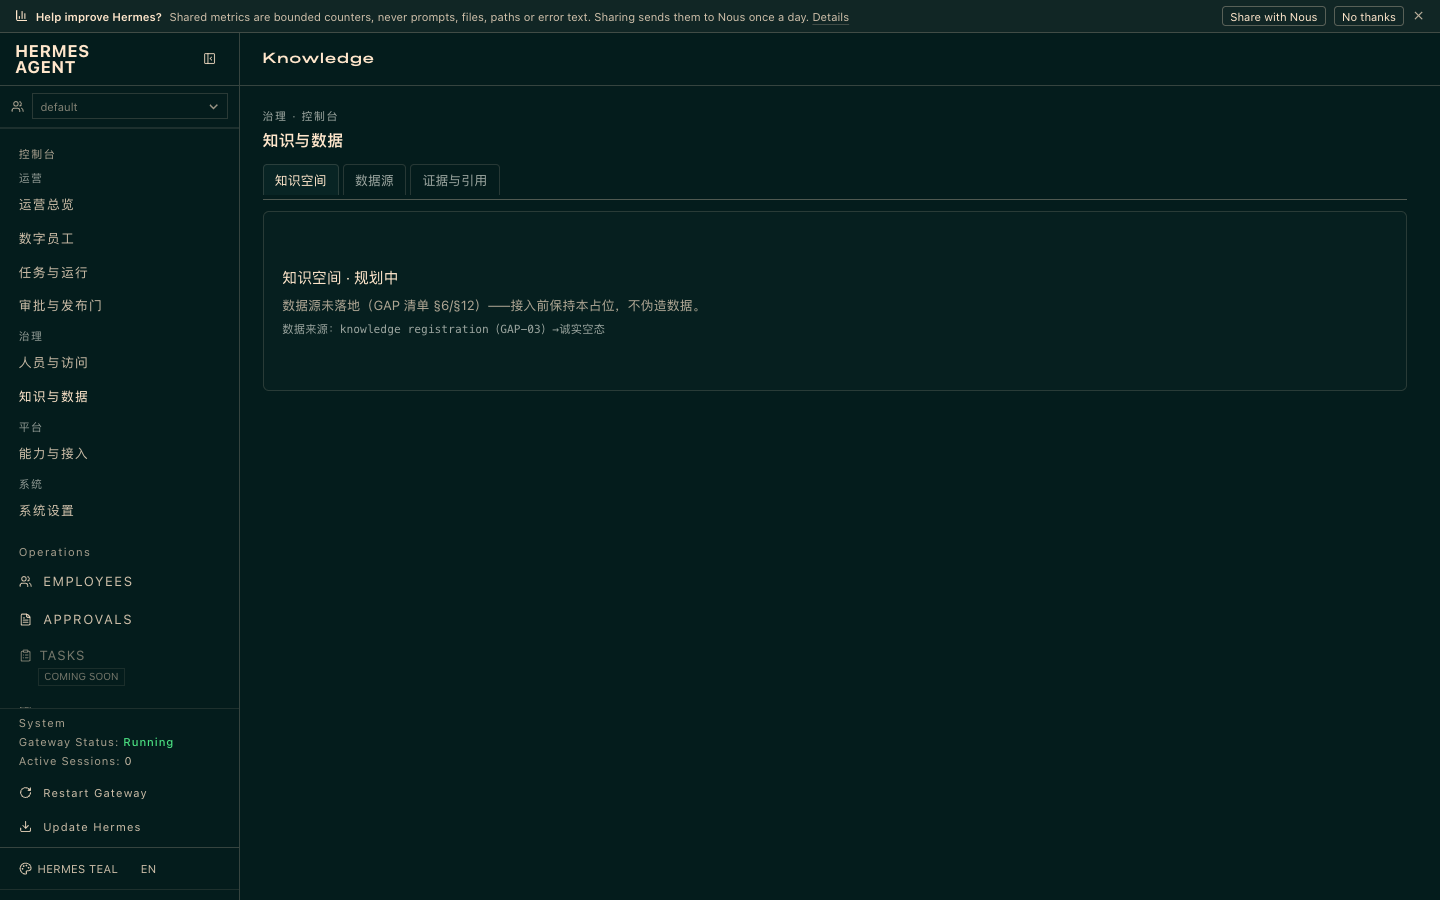 Help improve Hermes? Shared metrics are bounded counters, never prompts, files, paths or error text. Sharing sends them to Nous once a day. Details
Share with Nous
No thanks
HERMES
AGENT
Knowledge
default
治理 · 控制台
知识与数据
知识空间
数据源
证据与引用
知识空间 · 规划中
数据源未落地（GAP 清单 §6/§12）——接入前保持本占位，不伪造数据。
数据来源：knowledge registration（GAP-03）→诚实空态
控制台
运营
运营总览
数字员工
任务与运行
审批与发布门
治理
人员与访问
知识与数据
平台
能力与接入
系统
系统设置
Operations
EMPLOYEES
APPROVALS
TASKS
COMING SOON
System
Gateway Status: Running
Active Sessions: 0
Restart Gateway
Update Hermes
HERMES TEAL
EN